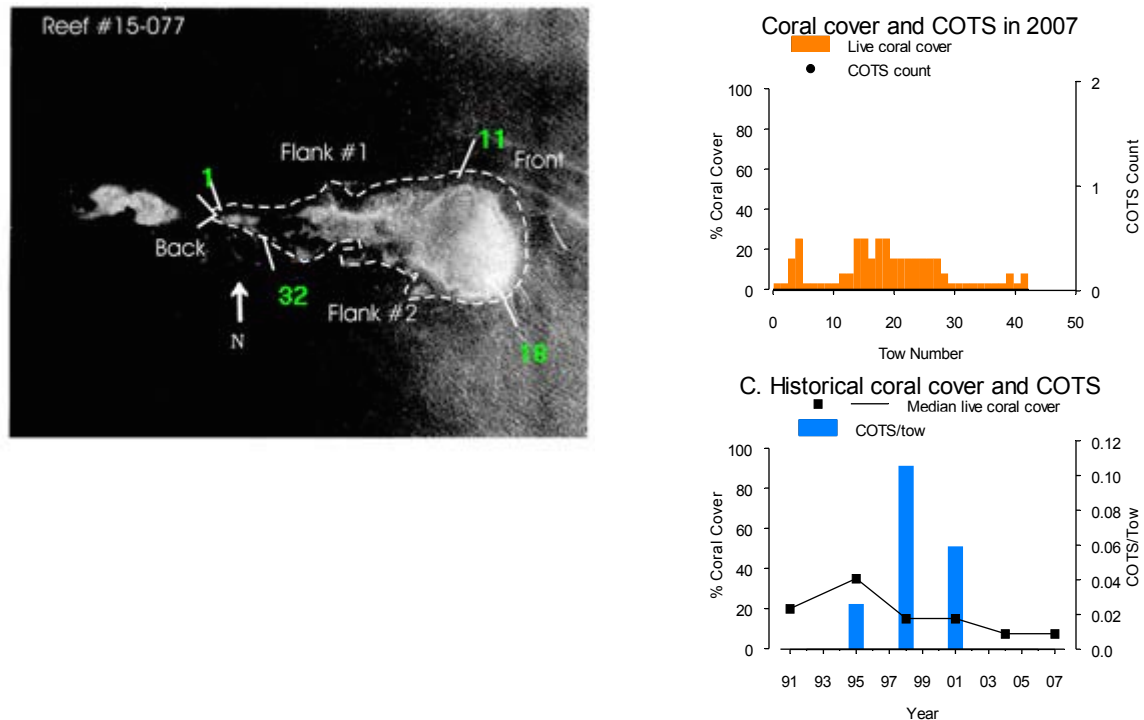 Reef #15-077
Flank #1
11
Front
1
Back
32
N
Flank #2
18
Coral cover and COTS in 2007
Live coral cover
COTS count
% Coral Cover
100
80
60
40
20
0
2
1
0
COTS Count
0 10 20 30 40 50
Tow Number
C. Historical coral cover and COTS
Median live coral cover
COTS/tow
% Coral Cover
100
80
60
40
20
0
0.12
0.10
0.08
0.06
0.04
0.02
0.0
COTS/Tow
91 93 95 97 99 01 03 05 07
Year